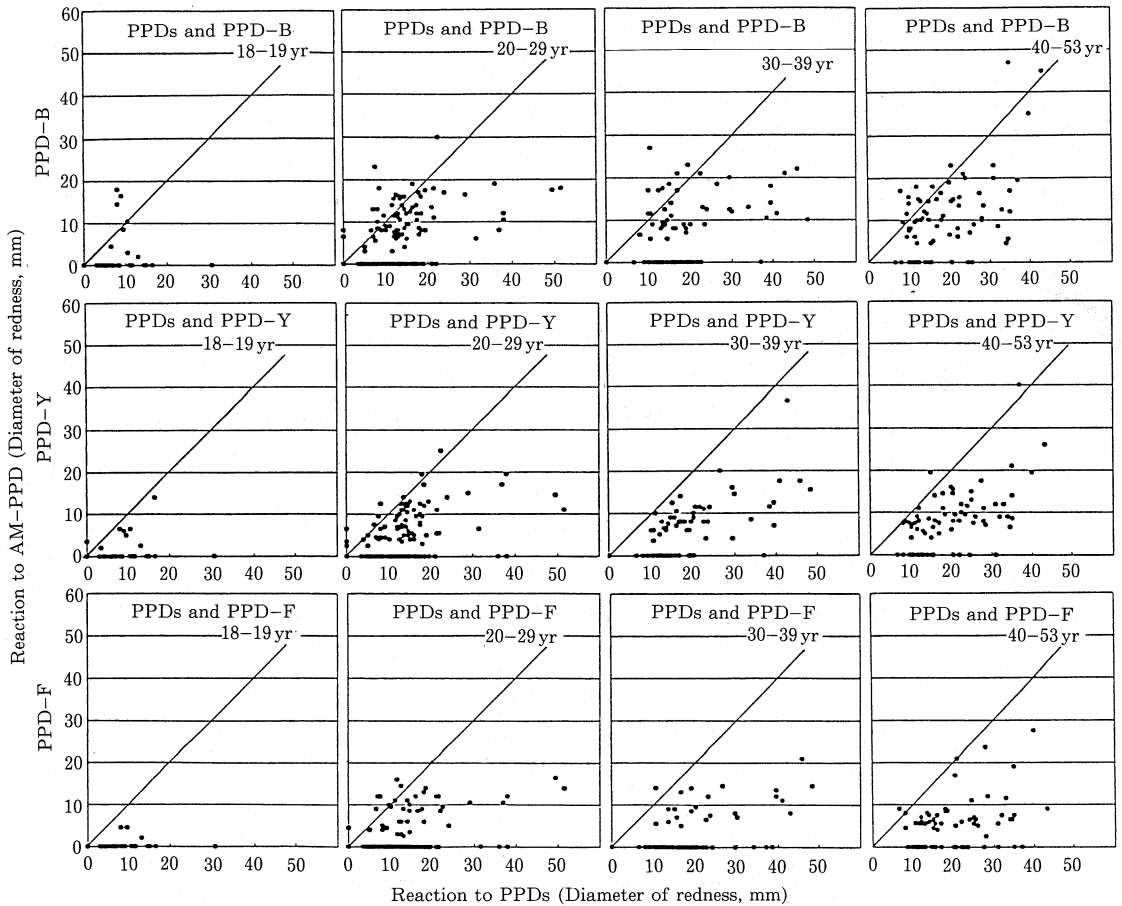 60
PPDs and PPD-B
PPDs and PPD-B
PPDs and PPD-B
PPDs and PPD-B
50
18-19 yr
20-29 yr
30-39 yr
40-53 yr
40
30
20
10
0
0 10 20 30 40 50
0 10 20 30 40 50
0 10 20 30 40 50
0 10 20 30 40 50
PPD-B
60
PPDs and PPD-Y
PPDs and PPD-Y
PPDs and PPD-Y
PPDs and PPD-Y
50
18-19 yr
20-29 yr
30-39 yr
40-53 yr
40
30
20
10
0
0 10 20 30 40 50
0 10 20 30 40 50
0 10 20 30 40 50
0 10 20 30 40 50
PPD-Y
60
PPDs and PPD-F
PPDs and PPD-F
PPDs and PPD-F
PPDs and PPD-F
50
18-19 yr
20-29 yr
30-39 yr
40-53 yr
40
30
20
10
0
0 10 20 30 40 50
0 10 20 30 40 50
0 10 20 30 40 50
0 10 20 30 40 50
PPD-F
Reaction to AM-PPD (Diameter of redness, mm)
Reaction to PPDs (Diameter of redness, mm)